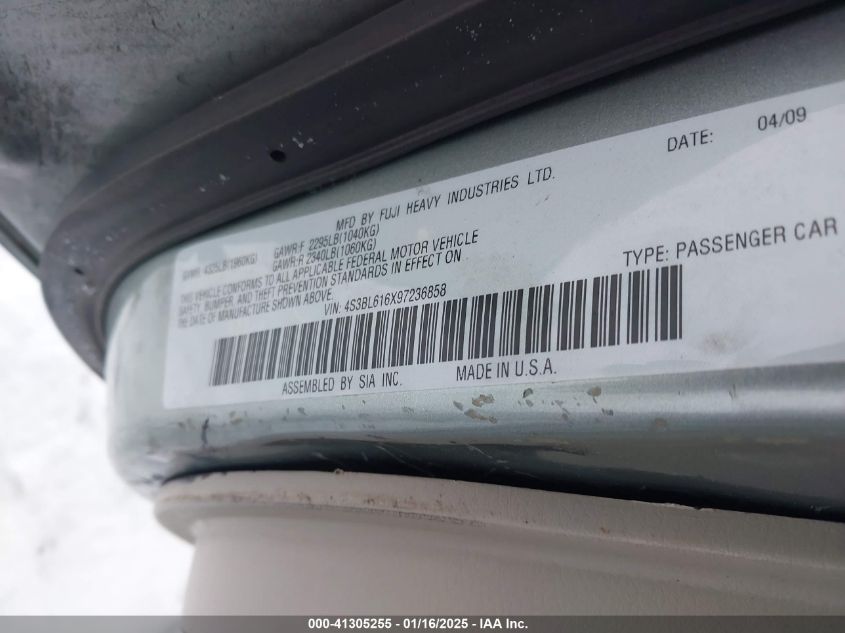 DATE: 04/09
MFD BY FUJI HEAVY INDUSTRIES LTD.
GAWR:F 2295LB(1040KG)
GVWR: 4325LB(1960KG) GAWR:R 2340LB(1060KG)
THIS VEHICLE CONFORMS TO ALL APPLICABLE FEDERAL MOTOR VEHICLE
SAFETY, BUMPER, AND THEFT PREVENTION STANDARDS IN EFFECT ON
THE DATE OF MANUFACTURE SHOWN ABOVE.
VIN: 4S3BL616X97236858 TYPE: PASSENGER CAR
ASSEMBLED BY SIA INC. MADE IN U.S.A.
000-41305255 - 01/16/2025 - IAA Inc.